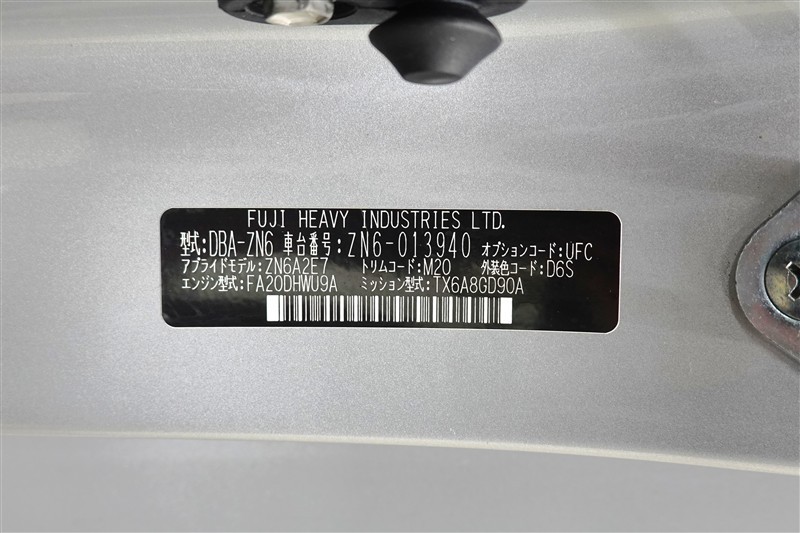 FUJI HEAVY INDUSTRIES LTD.
型式:DBA-ZN6 車台番号:ZN6-013940 オプションコード:UFC
アプライドモデル:ZN6A2E7 トリムコード:M20 外装色コード:D6S
エンジン型式:FA20DHWU9A ミッション型式:TX6A8GD90A